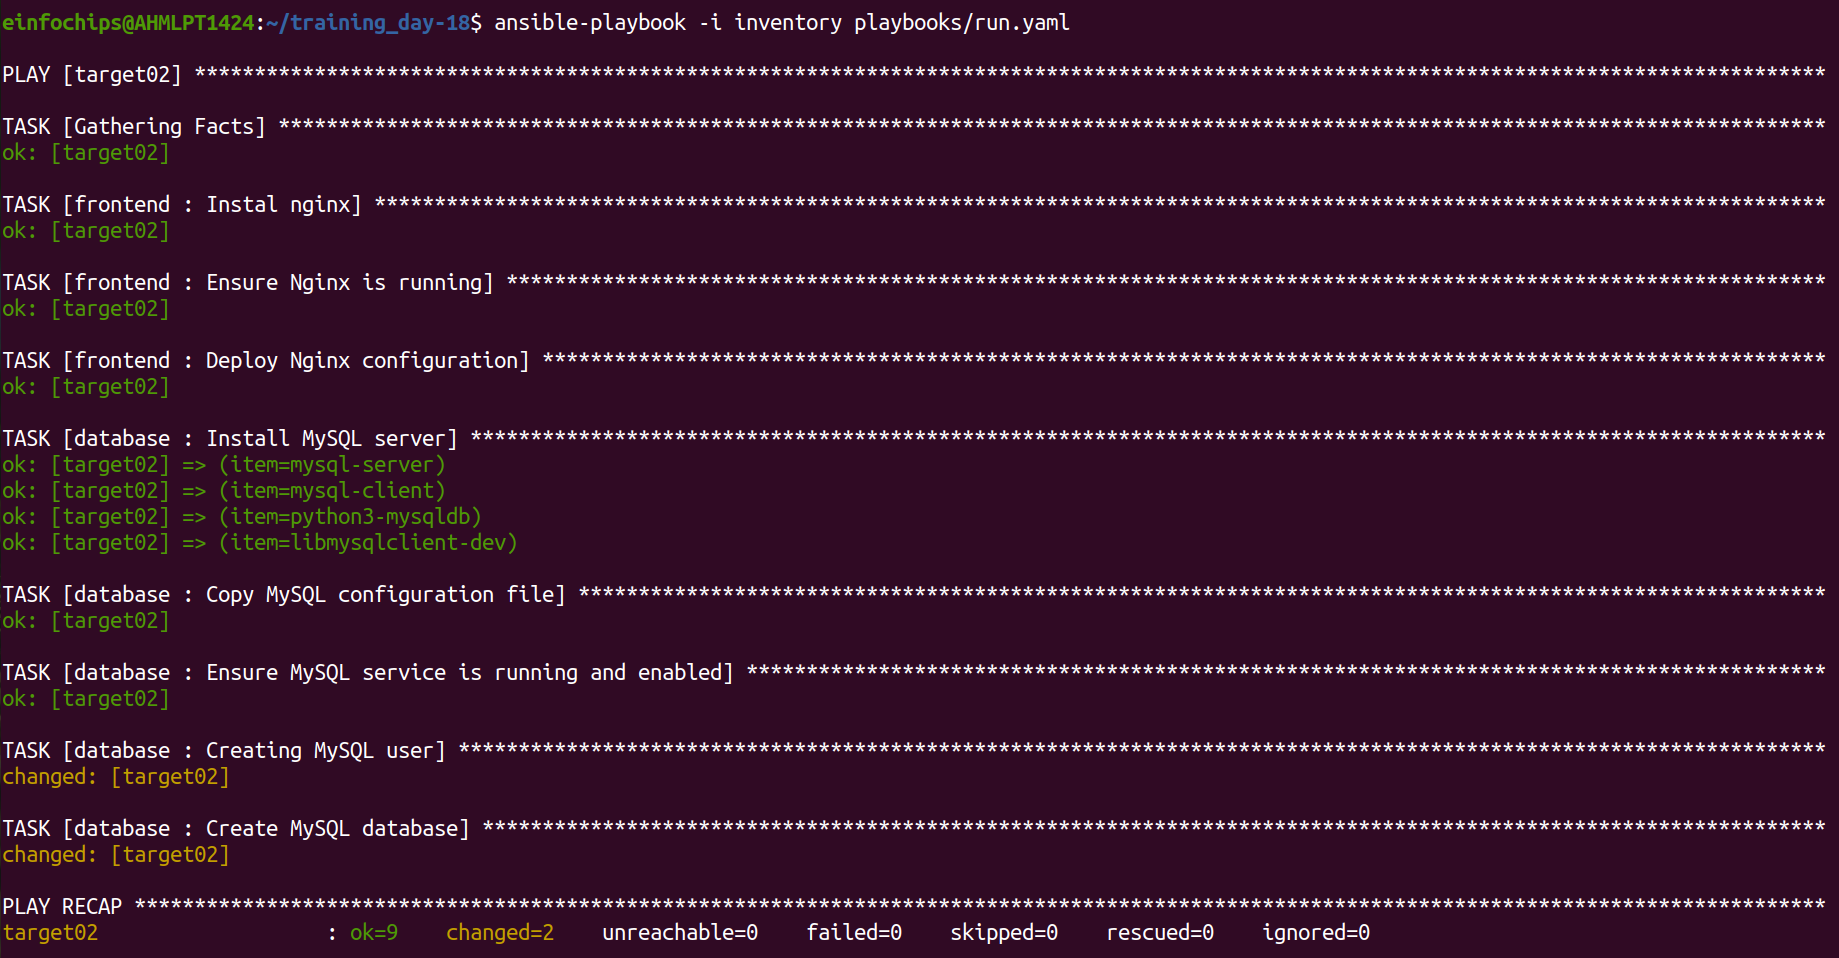 einfochips@AHMLPT1424:~/training_day-18$ ansible-playbook -i inventory playbooks/run.yaml
PLAY [target02] ****************************************************************************************************************************************
TASK [Gathering Facts] *********************************************************************************************************************************
ok: [target02]
TASK [frontend : Instal nginx] *************************************************************************************************************************
ok: [target02]
TASK [frontend : Ensure Nginx is running] **************************************************************************************************************
ok: [target02]
TASK [frontend : Deploy Nginx configuration] ***********************************************************************************************************
ok: [target02]
TASK [database : Install MySQL server] *****************************************************************************************************************
ok: [target02] => (item=mysql-server)
ok: [target02] => (item=mysql-client)
ok: [target02] => (item=python3-mysqldb)
ok: [target02] => (item=libmysqlclient-dev)
TASK [database : Copy MySQL configuration file] ********************************************************************************************************
ok: [target02]
TASK [database : Ensure MySQL service is running and enabled] ******************************************************************************************
ok: [target02]
TASK [database : Creating MySQL user] ******************************************************************************************************************
changed: [target02]
TASK [database : Create MySQL database] ****************************************************************************************************************
changed: [target02]
PLAY RECAP *********************************************************************************************************************************************
target02                   : ok=9    changed=2    unreachable=0    failed=0    skipped=0    rescued=0    ignored=0